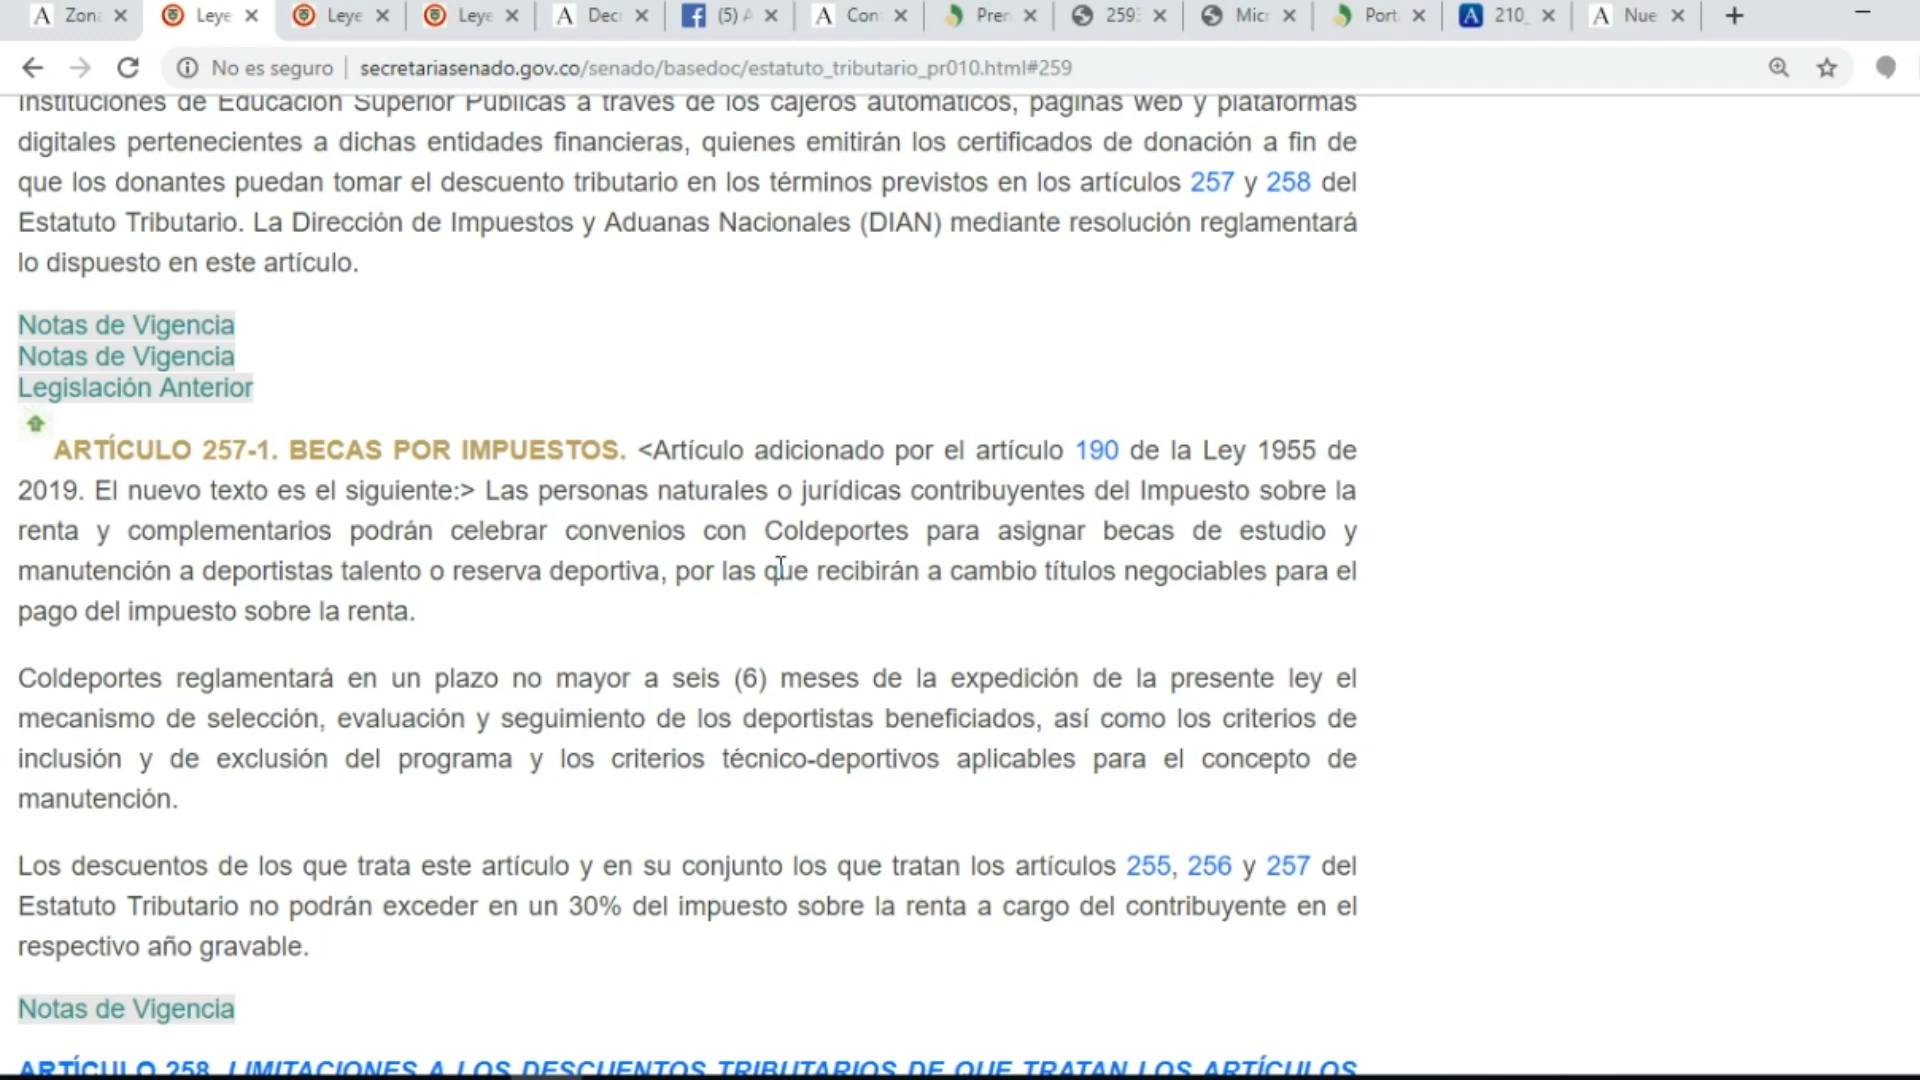 Zon
Leye
Leye
Leye
Dec
(5) A
Con
Pren
259
Micr
Port
210_
Nue
No es seguro
secretariasenado.gov.co/senado/basedoc/estatuto_tributario_pr010.html#259
Instituciones de Educación Superior Públicas a través de los cajeros automáticos, páginas web y plataformas
digitales pertenecientes a dichas entidades financieras, quienes emitirán los certificados de donación a fin de
que los donantes puedan tomar el descuento tributario en los términos previstos en los artículos 257 y 258 del
Estatuto Tributario. La Dirección de Impuestos y Aduanas Nacionales (DIAN) mediante resolución reglamentará
lo dispuesto en este artículo.
Notas de Vigencia
Notas de Vigencia
Legislación Anterior
ARTÍCULO 257-1. BECAS POR IMPUESTOS. <Artículo adicionado por el artículo 190 de la Ley 1955 de
2019. El nuevo texto es el siguiente:> Las personas naturales o jurídicas contribuyentes del Impuesto sobre la
renta y complementarios podrán celebrar convenios con Coldeportes para asignar becas de estudio y
manutención a deportistas talento o reserva deportiva, por las que recibirán a cambio títulos negociables para el
pago del impuesto sobre la renta.
Coldeportes reglamentará en un plazo no mayor a seis (6) meses de la expedición de la presente ley el
mecanismo de selección, evaluación y seguimiento de los deportistas beneficiados, así como los criterios de
inclusión y de exclusión del programa y los criterios técnico-deportivos aplicables para el concepto de
manutención.
Los descuentos de los que trata este artículo y en su conjunto los que tratan los artículos 255, 256 y 257 del
Estatuto Tributario no podrán exceder en un 30% del impuesto sobre la renta a cargo del contribuyente en el
respectivo año gravable.
Notas de Vigencia
ARTÍCULO 258. LIMITACIONES A LOS DESCUENTOS TRIBUTARIOS DE QUE TRATAN LOS ARTÍCULOS